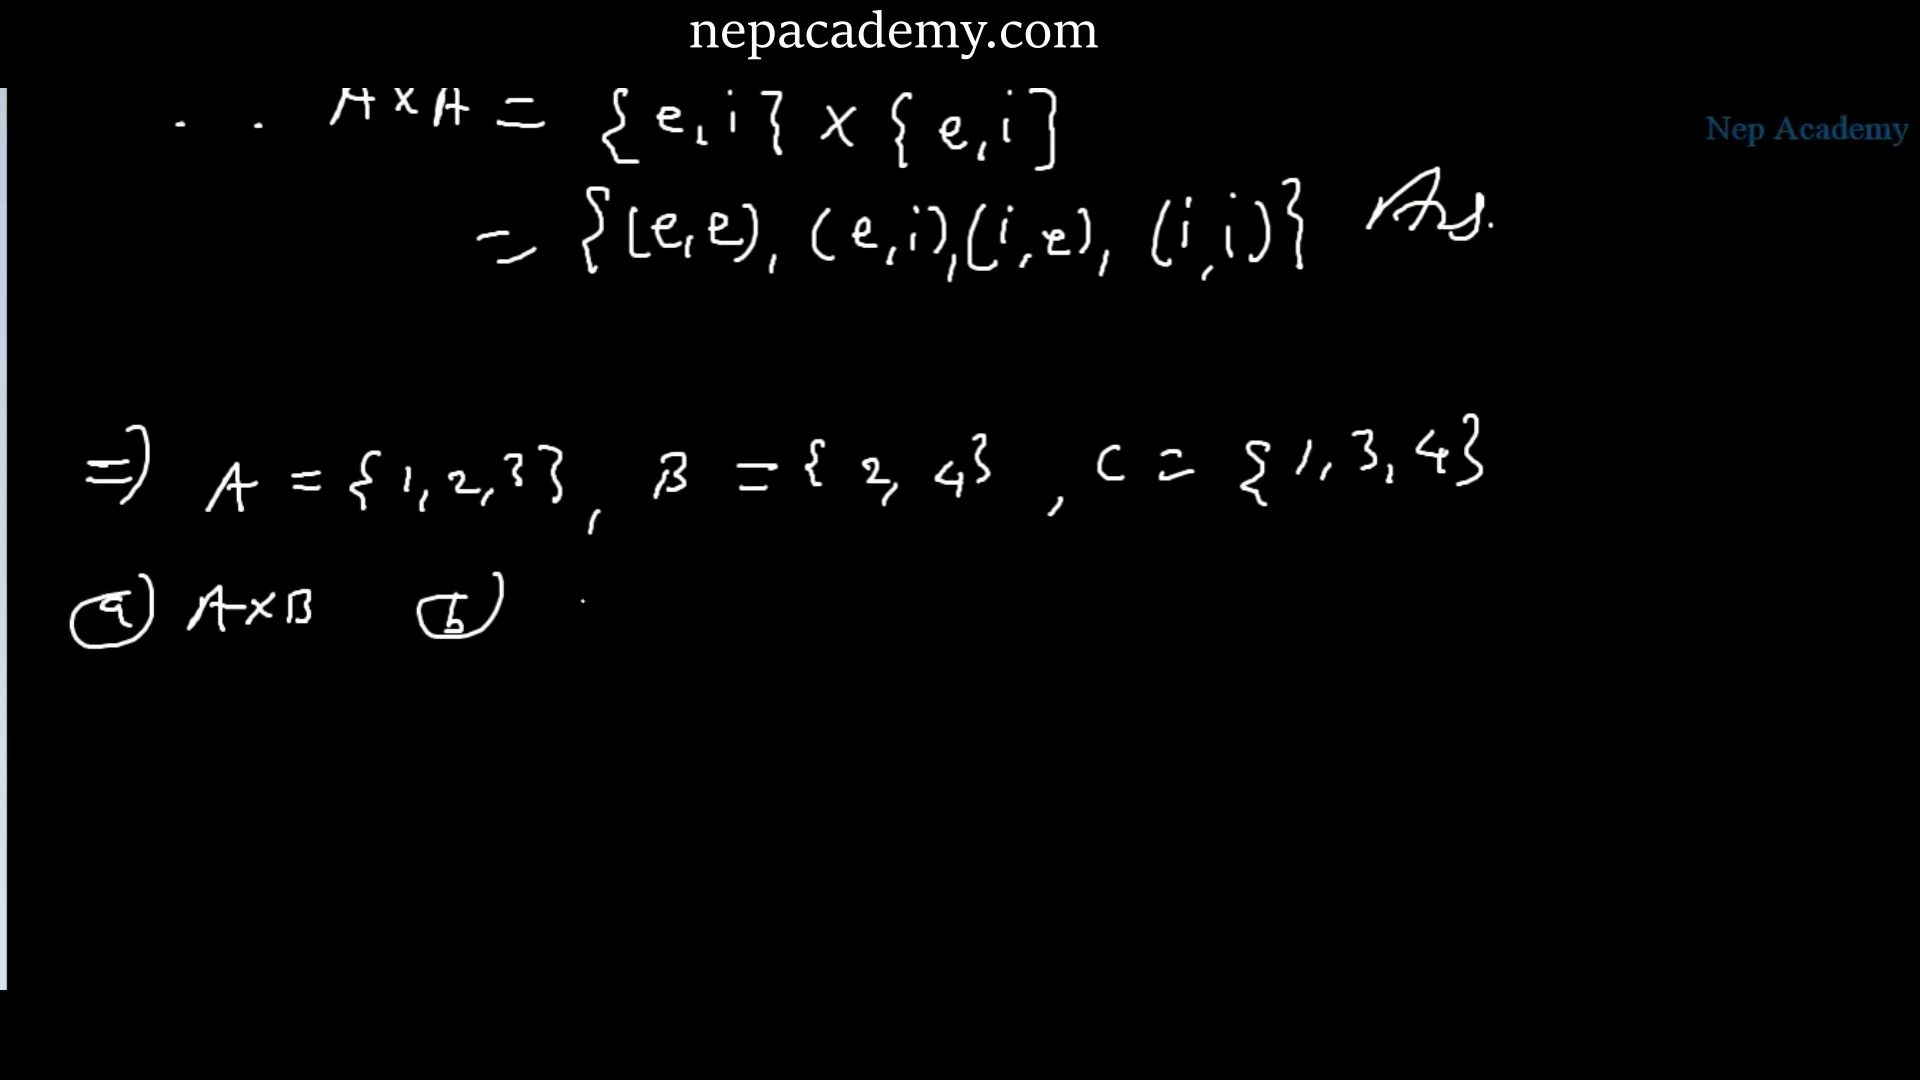 nepacademy.com
A × A = {e, i} × {e, i}
Nep Academy
= {(e, e), (e, i), (i, e), (i, i)} Ans.
⇒) A = {1, 2, 3}, B = {2, 4}, C = {1, 3, 4}
a) A×B b)